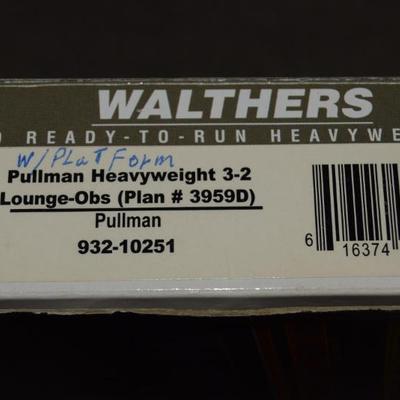 WALTHERS
READY-TO-RUN HEAVYWE
W/PLaTForm
Pullman Heavyweight 3-2
Lounge-Obs (Plan # 3959D)
Pullman
932-10251
6 16374